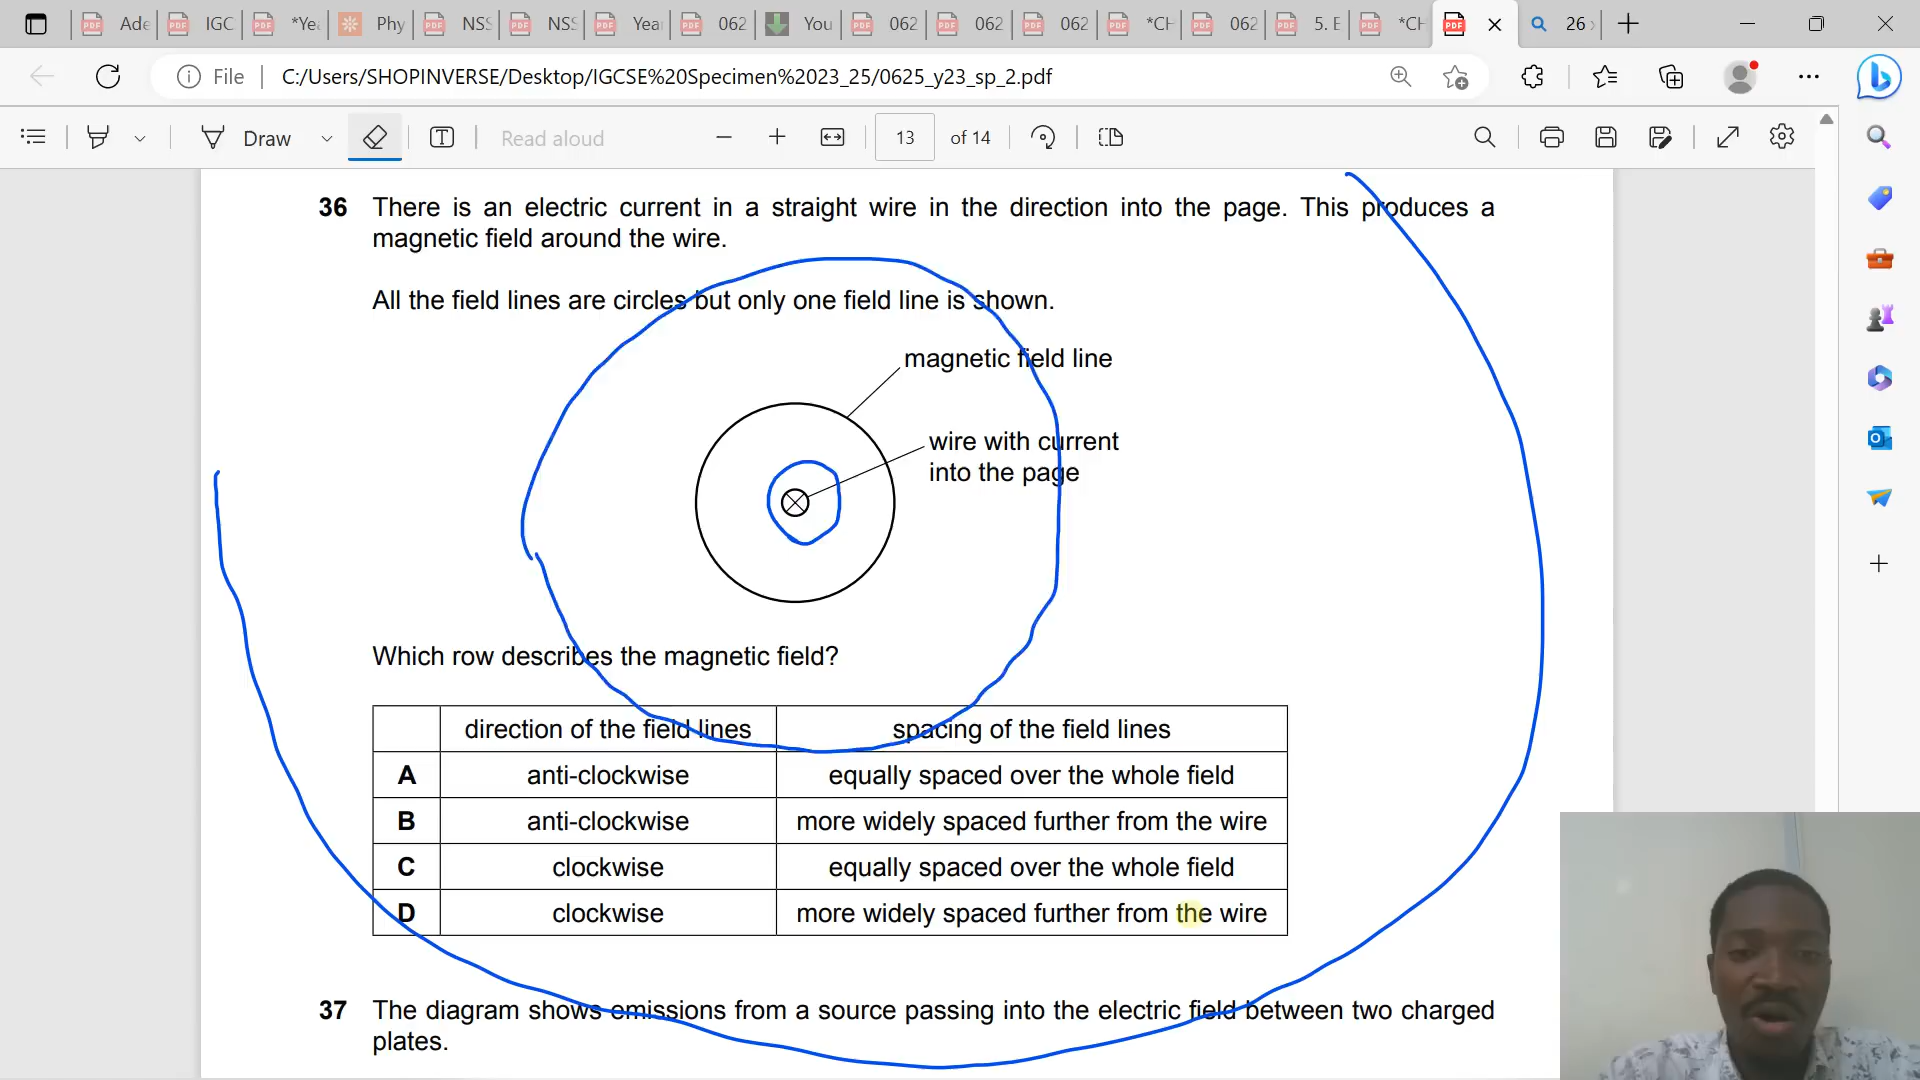 Ade
IGC
*Yea
Phy
NSS
NSS
Year
062
You
062
062
062
*CH
062
5. E
*CH
26
File
C:/Users/SHOPINVERSE/Desktop/IGCSE%20Specimen%2023_25/0625_y23_sp_2.pdf
Draw
Read aloud
13 of 14
36 There is an electric current in a straight wire in the direction into the page. This produces a
magnetic field around the wire.
All the field lines are circles but only one field line is shown.
magnetic field line
wire with current
into the page
Which row describes the magnetic field?
direction of the field lines spacing of the field lines
A anti-clockwise equally spaced over the whole field
B anti-clockwise more widely spaced further from the wire
C clockwise equally spaced over the whole field
D clockwise more widely spaced further from the wire
37 The diagram shows emissions from a source passing into the electric field between two charged
plates.